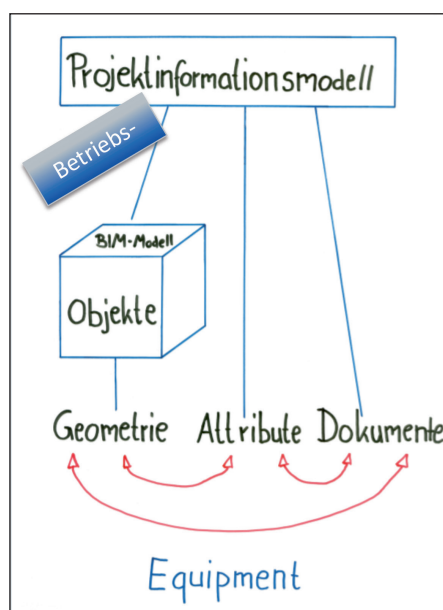 Projektinformationsmodell
Betriebs-
BIM-Modell
Objekte
Geometrie Attribute Dokumente
Equipment